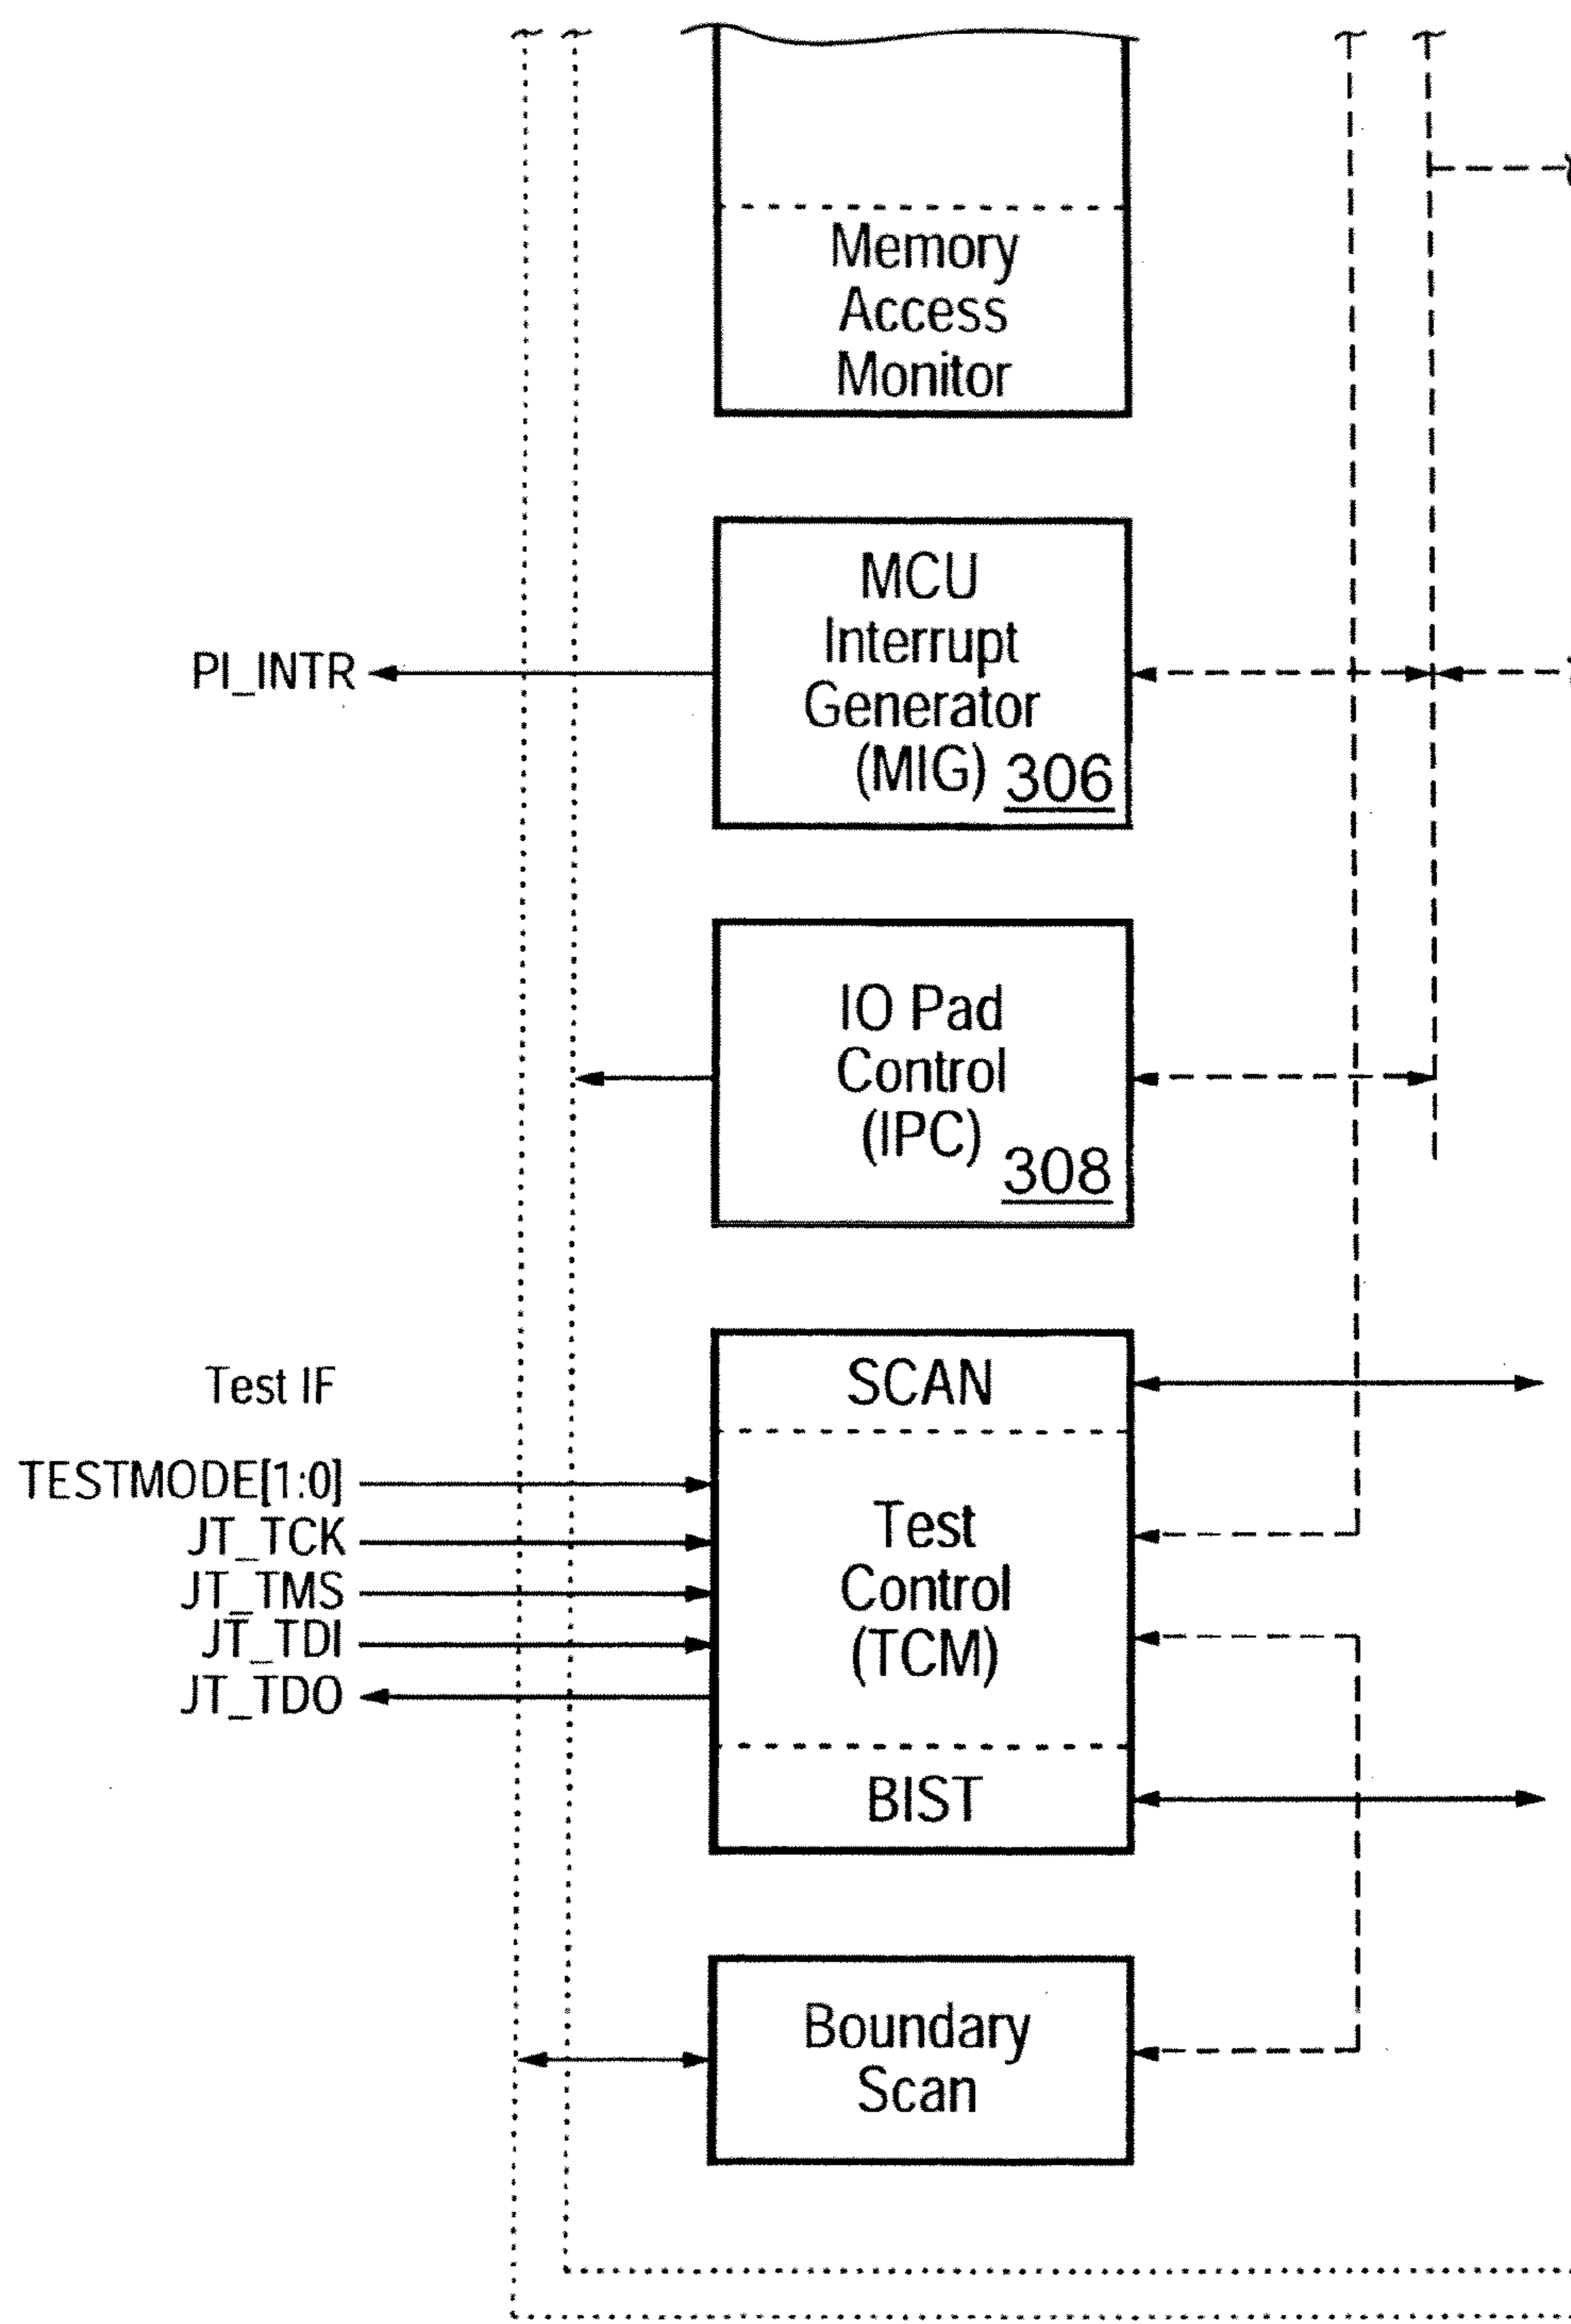 Memory
Access
Monitor
MCU
Interrupt
Generator
(MIG) 306
PI_INTR
IO Pad
Control
(IPC)
308
Test IF
TESTMODE[1:0]
JT_TCK
JT_TMS
JT_TDI
JT_TDO
SCAN
Test
Control
(TCM)
BIST
Boundary
Scan